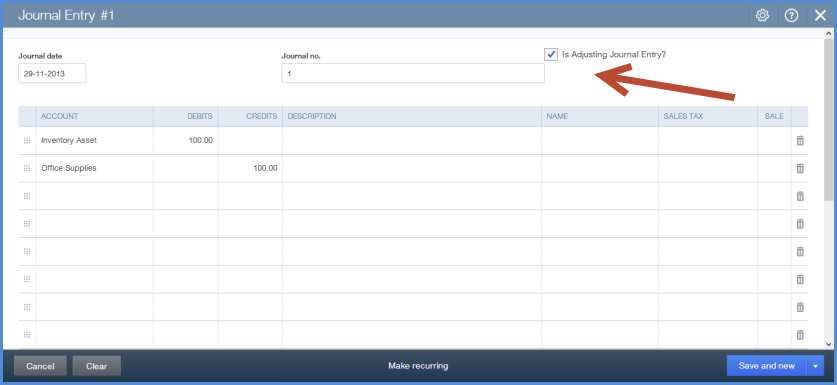 Journal Entry #1
Journal date
Journal no.
Is Adjusting Journal Entry?
29-11-2013
1
ACCOUNT DEBITS CREDITS DESCRIPTION NAME SALES TAX SALE
Inventory Asset 100.00
Office Supplies 100.00
Cancel Clear Make recurring Save and new